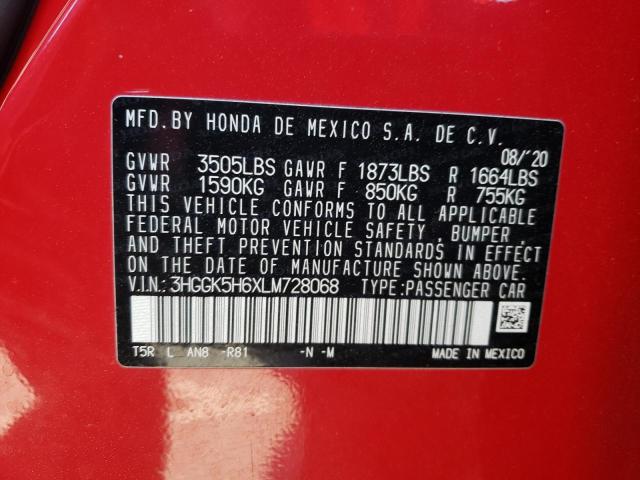 MFD. BY HONDA DE MEXICO S.A. DE C.V.
08/'20
GVWR 3505LBS GAWR F 1873LBS R 1664LBS
GVWR 1590KG GAWR F 850KG R 755KG
THIS VEHICLE CONFORMS TO ALL APPLICABLE
FEDERAL MOTOR VEHICLE SAFETY, BUMPER,
AND THEFT PREVENTION STANDARDS IN EFFECT
ON THE DATE OF MANUFACTURE SHOWN ABOVE.
V.I.N.: 3HGGK5H6XLM728068 TYPE:PASSENGER CAR
T5R L AN8 -R81 -N -M MADE IN MEXICO